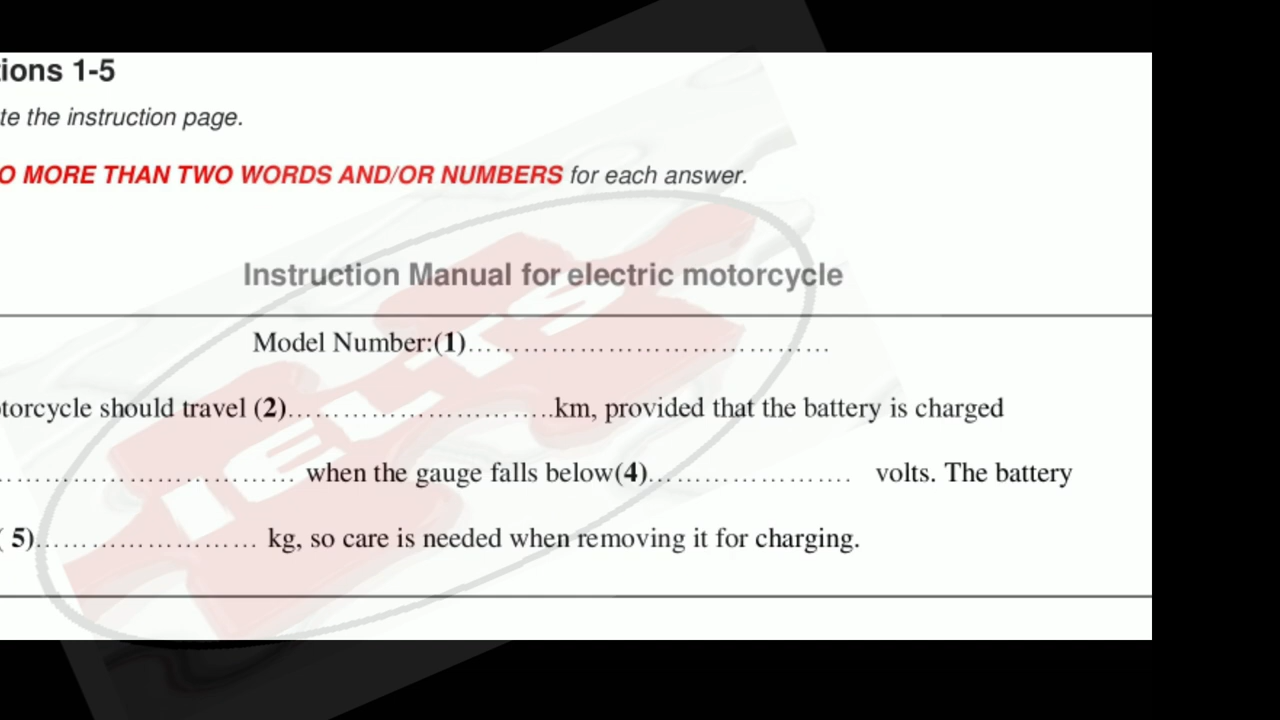 tions 1-5
te the instruction page.
O MORE THAN TWO WORDS AND/OR NUMBERS for each answer.
Instruction Manual for electric motorcycle
Model Number:(1)......................................
torcycle should travel (2)............................km, provided that the battery is charged
................................ when the gauge falls below(4)...................... volts. The battery
( 5)........................ kg, so care is needed when removing it for charging.
IELTS